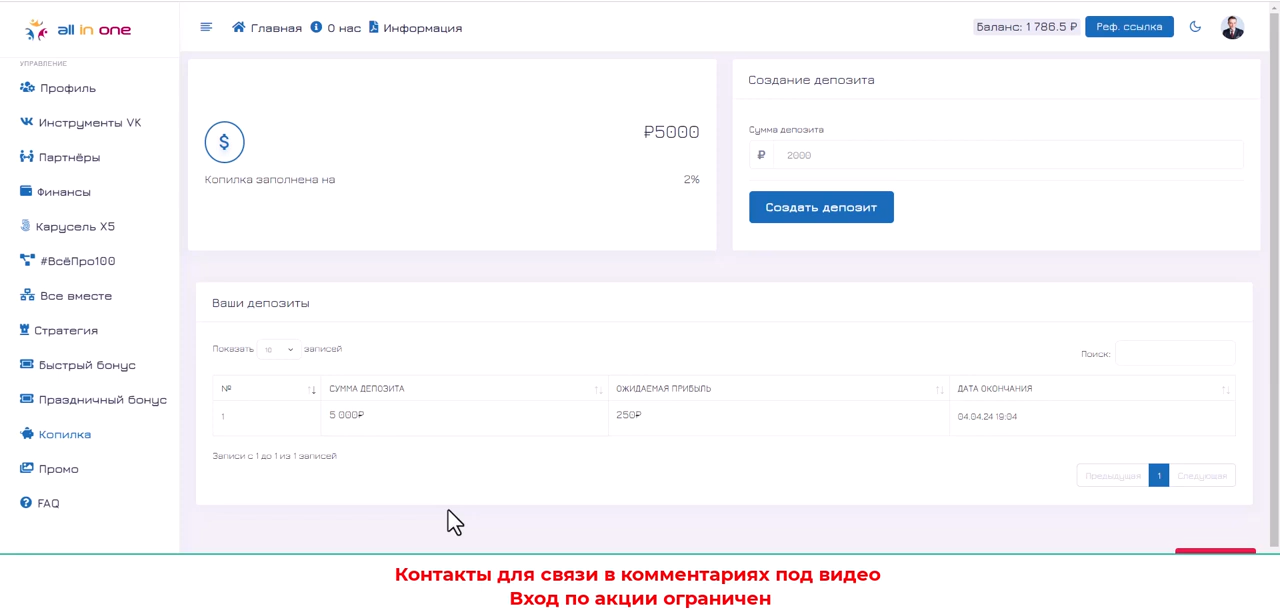 all in one
Главная О нас Информация
Баланс: 1 786.5 ₽
Реф. ссылка
УПРАВЛЕНИЕ
Профиль
Инструменты VK
Партнёры
Финансы
Карусель X5
#ВсёПро100
Все вместе
Стратегия
Быстрый бонус
Праздничный бонус
Копилка
Промо
FAQ
₽5000
Копилка заполнена на 2%
Создание депозита
Сумма депозита
₽ 2000
Создать депозит
Ваши депозиты
Показать 10 записей
Поиск:
№ СУММА ДЕПОЗИТА ОЖИДАЕМАЯ ПРИБЫЛЬ ДАТА ОКОНЧАНИЯ
1 5 000₽ 250₽ 04.04.24 19:04
Записи с 1 до 1 из 1 записей
Предыдущая 1 Следующая
Контакты для связи в комментариях под видео
Вход по акции ограничен